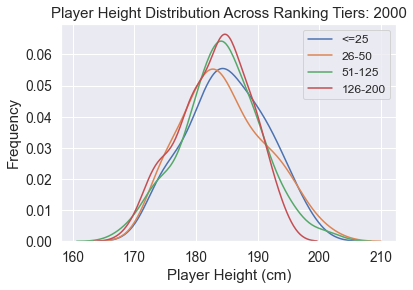 Player Height Distribution Across Ranking Tiers: 2000
<=25
26-50
51-125
126-200
Frequency
0.06
0.05
0.04
0.03
0.02
0.01
0.00
160 170 180 190 200 210
Player Height (cm)